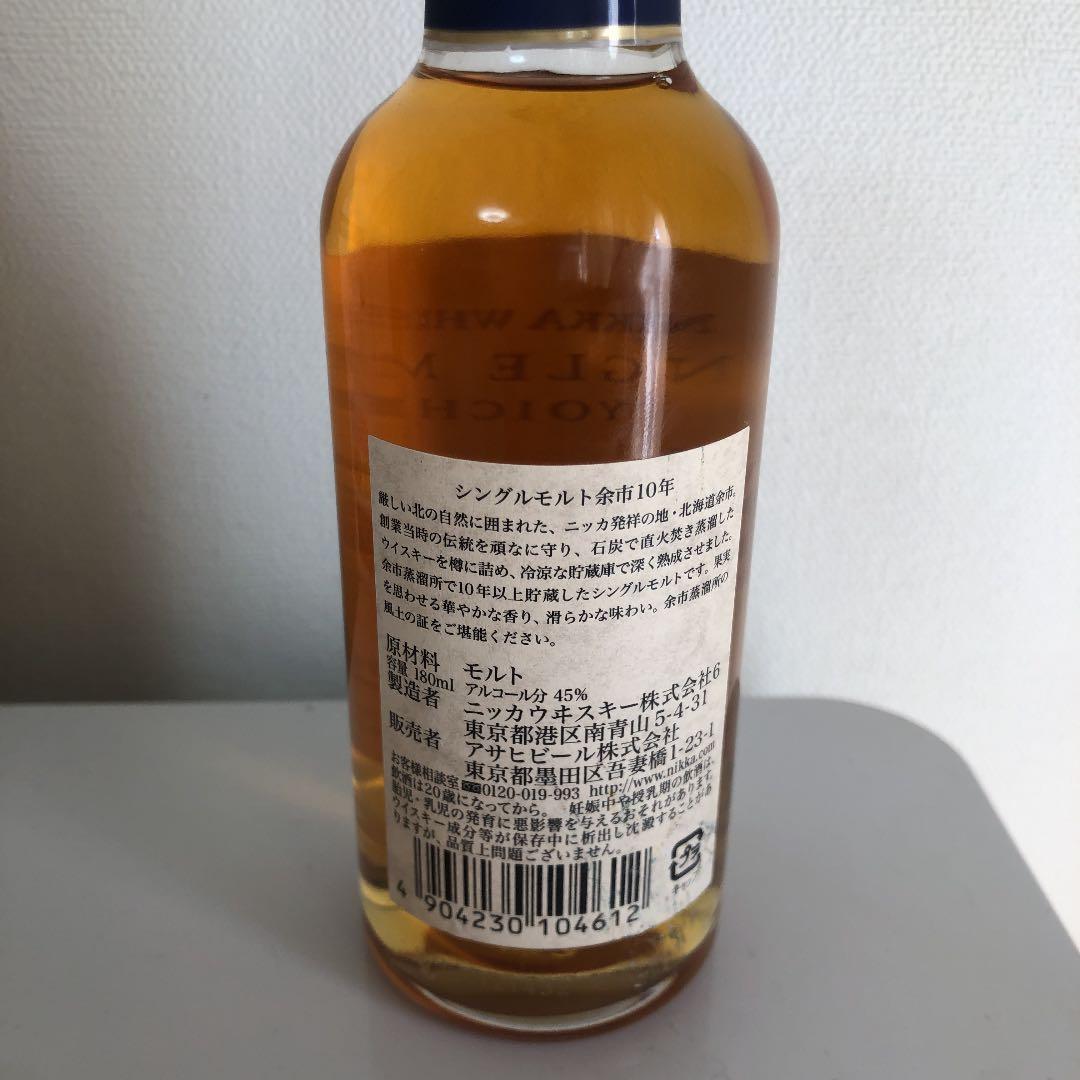 NIKKA WHI
NGLE M
YOICH
シングルモルト余市10年
厳しい北の自然に囲まれた、ニッカ発祥の地・北海道余市。
創業当時の伝統を頑なに守り、石炭で直火焚き蒸溜した
ウイスキーを樽に詰め、冷涼な貯蔵庫で深く熟成させました。
余市蒸溜所で10年以上貯蔵したシングルモルトです。果実
を思わせる華やかな香り、滑らかな味わい。余市蒸溜所の
風土の証をご堪能ください。
原材料 モルト
容量 180ml アルコール分 45%
製造者 ニッカウヰスキー株式会社6
東京都港区南青山5-4-31
販売者 アサヒビール株式会社
東京都墨田区吾妻橋1-23-1
お客様相談室 0120-019-993 http://www.nikka.com
飲酒は20歳になってから。 妊娠中や授乳期の飲酒は、
胎児・乳児の発育に悪影響を与えるおそれがあります。
ウイスキー成分等が保存中に析出し沈澱することがあ
りますが、品質上問題ございません。
4 904230 104612